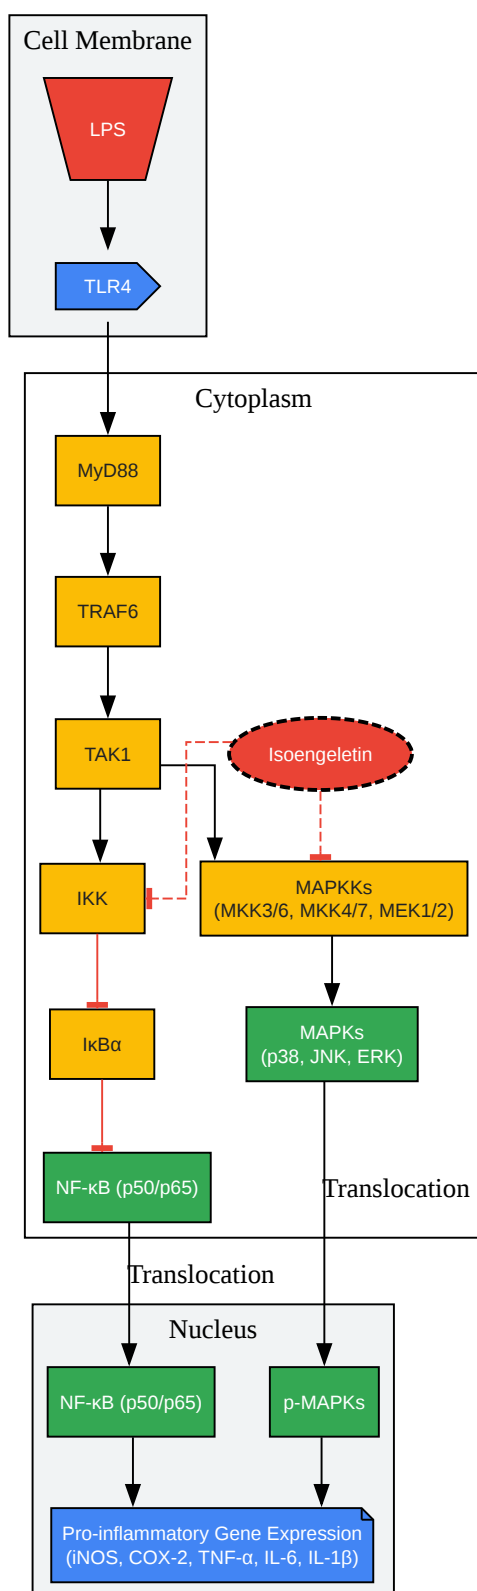 Cell Membrane
LPS
TLR4
Cytoplasm
MyD88
TRAF6
TAK1
Isoengeletin
IKK
MAPKKs
(MKK3/6, MKK4/7, MEK1/2)
IκBα
MAPKs
(p38, JNK, ERK)
NF-κB (p50/p65)
Translocation
Translocation
Nucleus
NF-κB (p50/p65)
p-MAPKs
Pro-inflammatory Gene Expression
(iNOS, COX-2, TNF-α, IL-6, IL-1β)